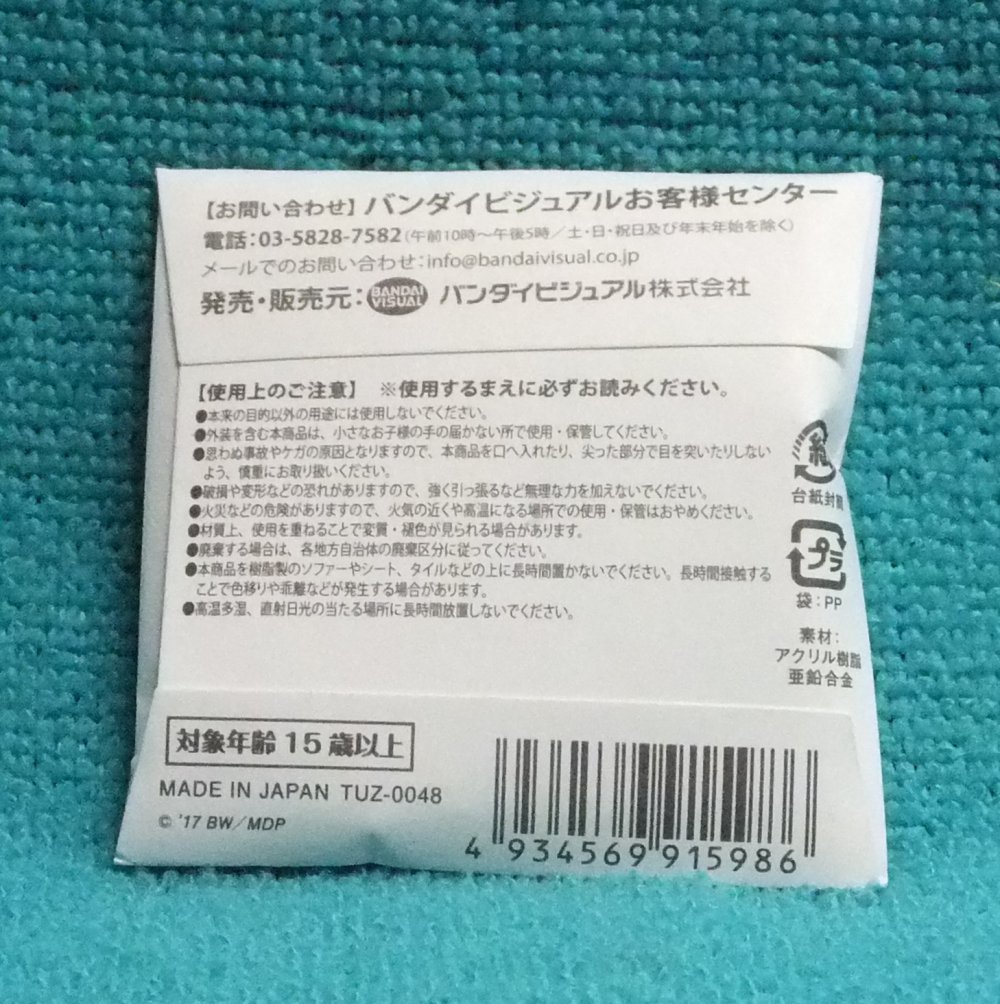 【お問い合わせ】バンダイビジュアルお客様センター
電話：03-5828-7582（午前10時～午後5時／土・日・祝日及び年末年始を除く）
メールでのお問い合わせ：info@bandaivisual.co.jp
発売・販売元：BANDAI VISUAL バンダイビジュアル株式会社
【使用上のご注意】 ※使用するまえに必ずお読みください。
●本来の目的以外の用途には使用しないでください。
●外装を含む本商品は、小さなお子様の手の届かない所で使用・保管してください。
●思わぬ事故やケガの原因となりますので、本商品を口へ入れたり、尖った部分で目を突いたりしない
よう、慎重にお取り扱いください。
●破損や変形などの恐れがありますので、強く引っ張るなど無理な力を加えないでください。
●火災などの危険がありますので、火気の近くや高温になる場所での使用・保管はおやめください。
●材質上、使用を重ねることで変質・褪色が見られる場合があります。
●廃棄する場合は、各地方自治体の廃棄区分に従ってください。
●本商品を樹脂製のソファーやシート、タイルなどの上に長時間置かないでください。長時間接触する
ことで色移りや乖離などが発生する場合があります。
●高温多湿、直射日光の当たる場所に長時間放置しないでください。
紙
台紙封筒
プラ
袋：PP
素材：
アクリル樹脂
亜鉛合金
対象年齢15歳以上
MADE IN JAPAN TUZ-0048
© '17 BW／MDP
4 934569 915986